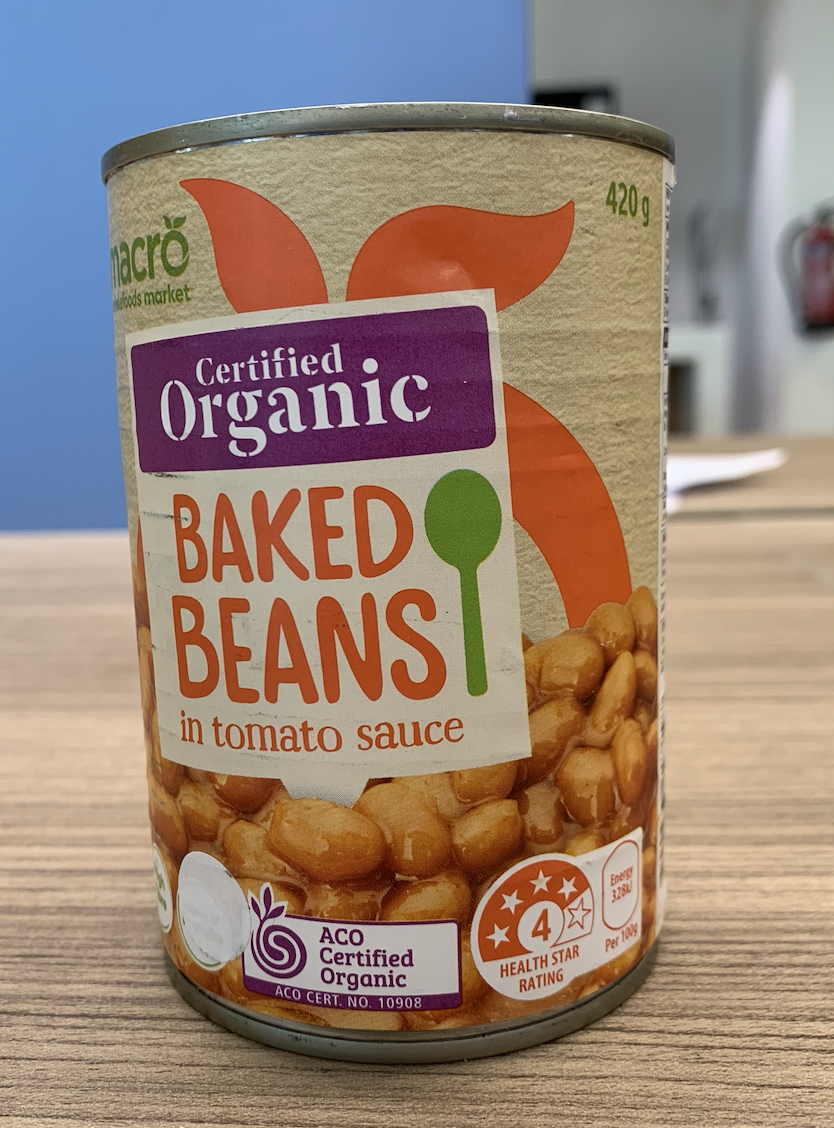 macro
wholefoods market
420 g
Certified
Organic
BAKED
BEANS
in tomato sauce
ACO
Certified
Organic
ACO CERT. NO. 10908
4
HEALTH STAR
RATING
Energy
328kJ
Per 100g